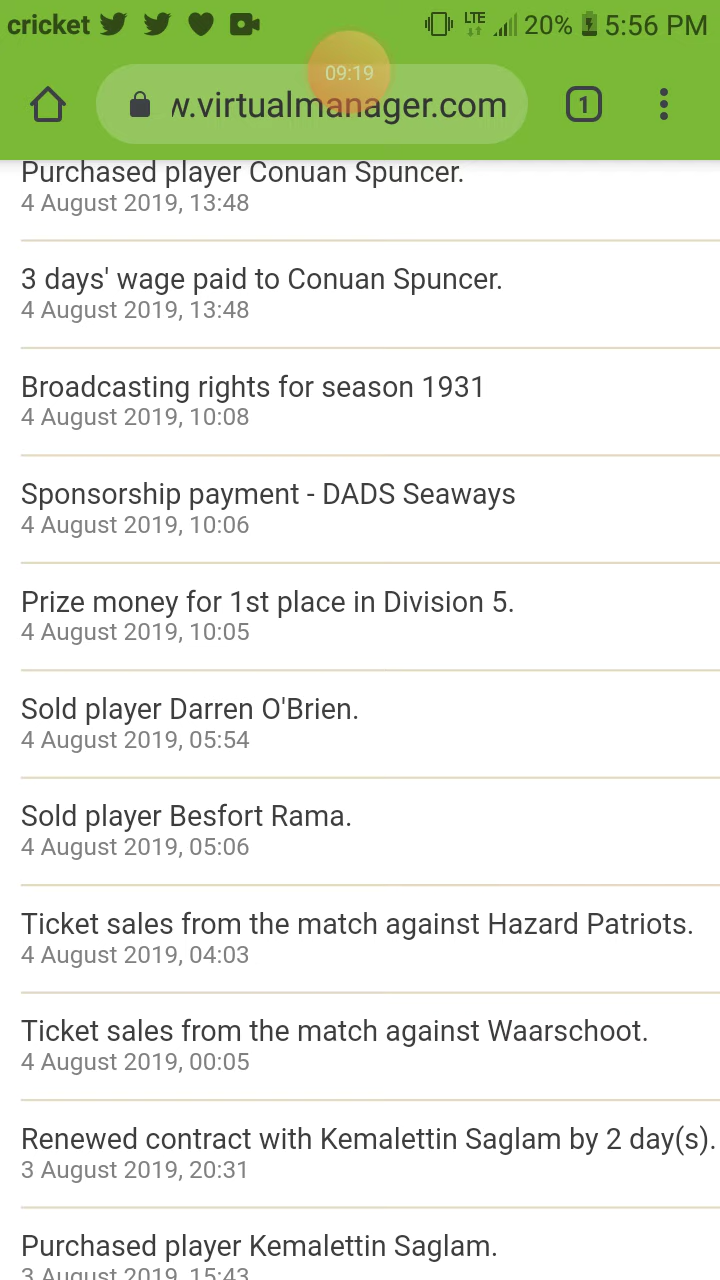 cricket LTE 20% 5:56 PM
09:19
w.virtualmanager.com 1
Purchased player Conuan Spuncer.
4 August 2019, 13:48
3 days' wage paid to Conuan Spuncer.
4 August 2019, 13:48
Broadcasting rights for season 1931
4 August 2019, 10:08
Sponsorship payment - DADS Seaways
4 August 2019, 10:06
Prize money for 1st place in Division 5.
4 August 2019, 10:05
Sold player Darren O'Brien.
4 August 2019, 05:54
Sold player Besfort Rama.
4 August 2019, 05:06
Ticket sales from the match against Hazard Patriots.
4 August 2019, 04:03
Ticket sales from the match against Waarschoot.
4 August 2019, 00:05
Renewed contract with Kemalettin Saglam by 2 day(s).
3 August 2019, 20:31
Purchased player Kemalettin Saglam.
3 August 2019, 15:43